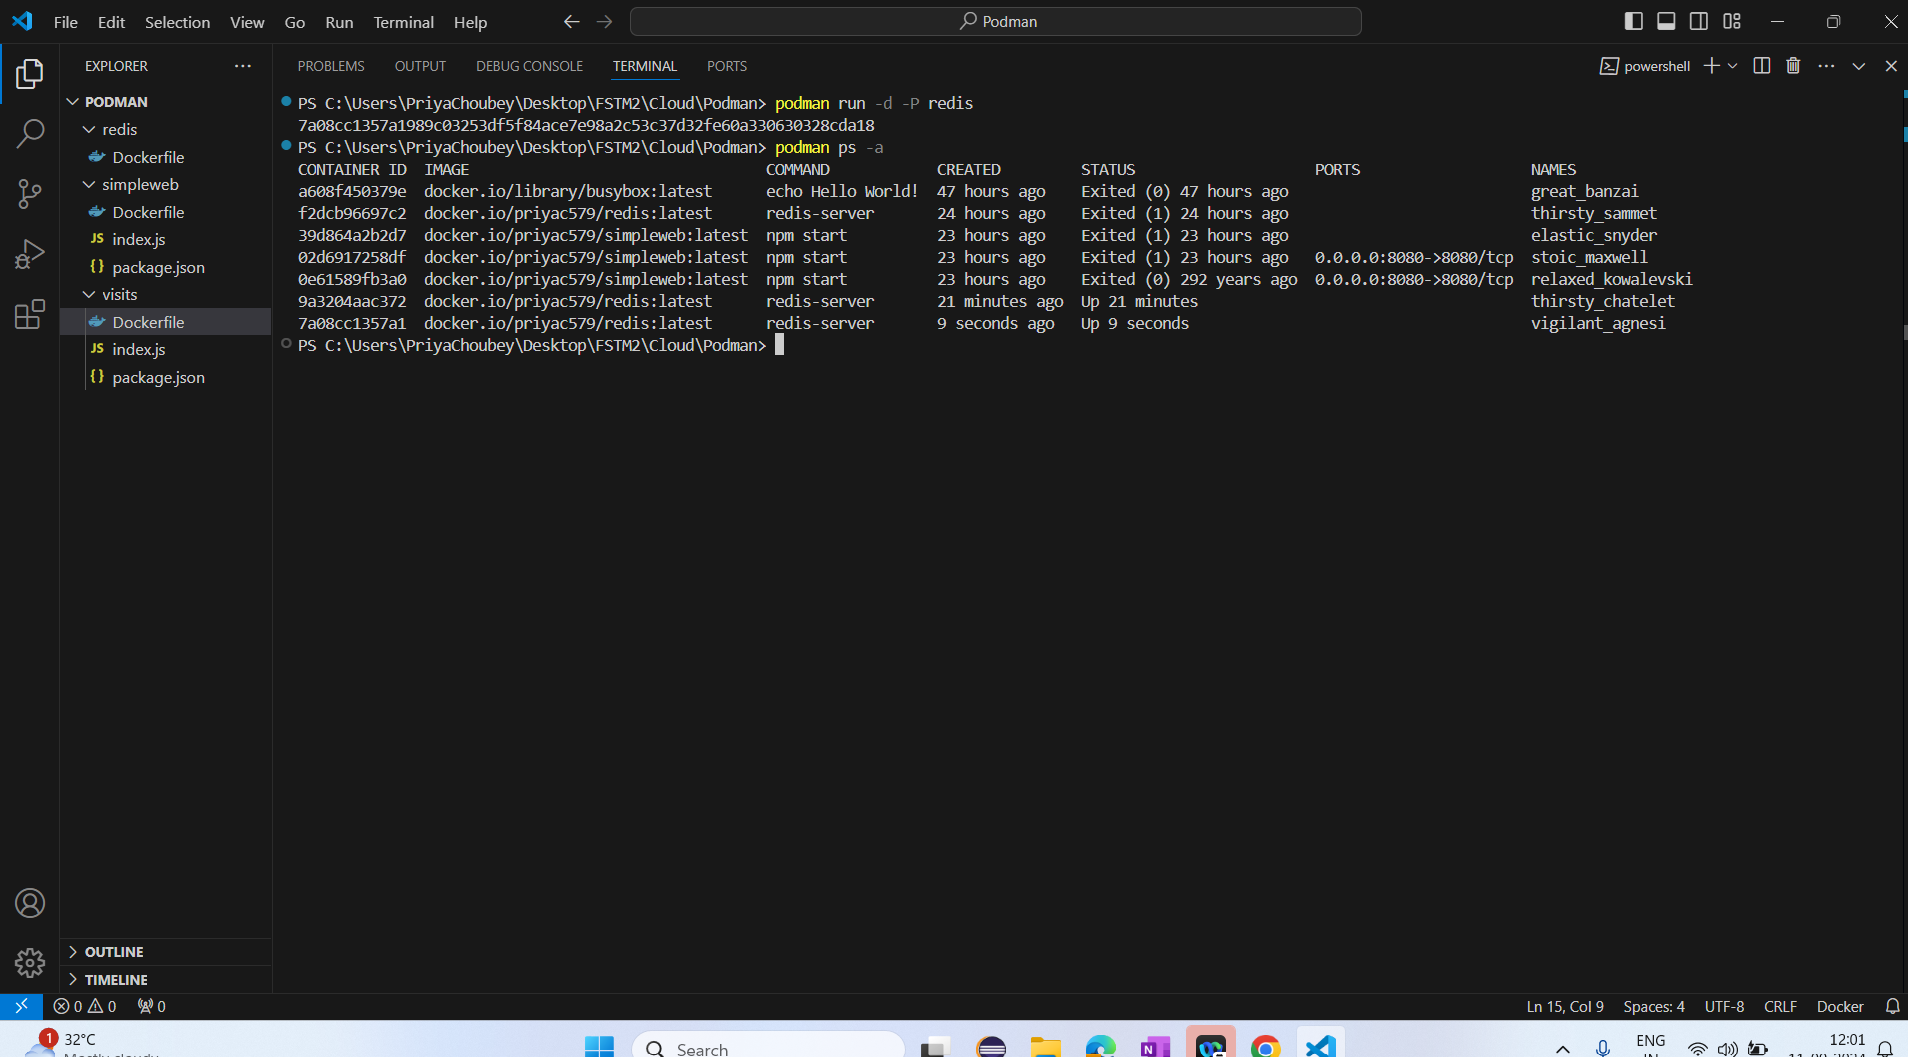 File Edit Selection View Go Run Terminal Help
Podman
EXPLORER
PROBLEMS OUTPUT DEBUG CONSOLE TERMINAL PORTS
powershell
PODMAN
redis
Dockerfile
simpleweb
Dockerfile
JS index.js
{} package.json
visits
Dockerfile
JS index.js
{} package.json
PS C:\Users\PriyaChoubey\Desktop\FSTM2\Cloud\Podman> podman run -d -P redis
7a08cc1357a1989c03253df5f84ace7e98a2c53c37d32fe60a330630328cda18
PS C:\Users\PriyaChoubey\Desktop\FSTM2\Cloud\Podman> podman ps -a
CONTAINER ID IMAGE COMMAND CREATED STATUS PORTS NAMES
a608f450379e docker.io/library/busybox:latest echo Hello World! 47 hours ago Exited (0) 47 hours ago great_banzai
f2dcb96697c2 docker.io/priyac579/redis:latest redis-server 24 hours ago Exited (1) 24 hours ago thirsty_sammet
39d864a2b2d7 docker.io/priyac579/simpleweb:latest npm start 23 hours ago Exited (1) 23 hours ago elastic_snyder
02d6917258df docker.io/priyac579/simpleweb:latest npm start 23 hours ago Exited (1) 23 hours ago 0.0.0.0:8080->8080/tcp stoic_maxwell
0e61589fb3a0 docker.io/priyac579/simpleweb:latest npm start 23 hours ago Exited (0) 292 years ago 0.0.0.0:8080->8080/tcp relaxed_kowalevski
9a3204aac372 docker.io/priyac579/redis:latest redis-server 21 minutes ago Up 21 minutes thirsty_chatelet
7a08cc1357a1 docker.io/priyac579/redis:latest redis-server 9 seconds ago Up 9 seconds vigilant_agnesi
PS C:\Users\PriyaChoubey\Desktop\FSTM2\Cloud\Podman>
OUTLINE
TIMELINE
0 0 0
Ln 15, Col 9 Spaces: 4 UTF-8 CRLF Docker
1 32°C
Search
ENG
12:01